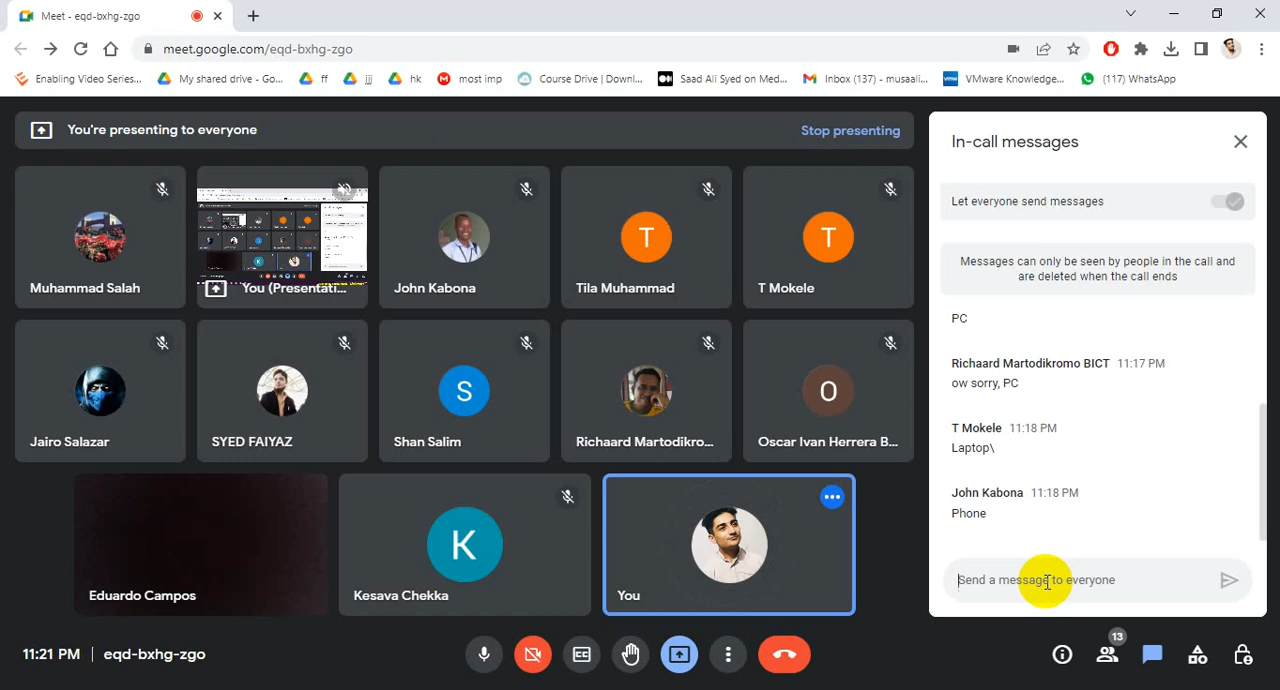 Meet - eqd-bxhg-zgo
meet.google.com/eqd-bxhg-zgo
Enabling Video Series...
My shared drive - Go...
ff
jjj
hk
most imp
Course Drive | Downl...
Saad Ali Syed on Med...
Inbox (137) - musaali...
VMware Knowledge...
(117) WhatsApp
You're presenting to everyone
Stop presenting
Muhammad Salah
You (Presentati...
John Kabona
T
Tila Muhammad
T
T Mokele
Jairo Salazar
SYED FAIYAZ
S
Shan Salim
Richaard Martodikro...
O
Oscar Ivan Herrera B...
Eduardo Campos
K
Kesava Chekka
You
In-call messages
Let everyone send messages
Messages can only be seen by people in the call and
are deleted when the call ends
PC
Richaard Martodikromo BICT 11:17 PM
ow sorry, PC
T Mokele 11:18 PM
Laptop\
John Kabona 11:18 PM
Phone
Send a message to everyone
11:21 PM | eqd-bxhg-zgo
13